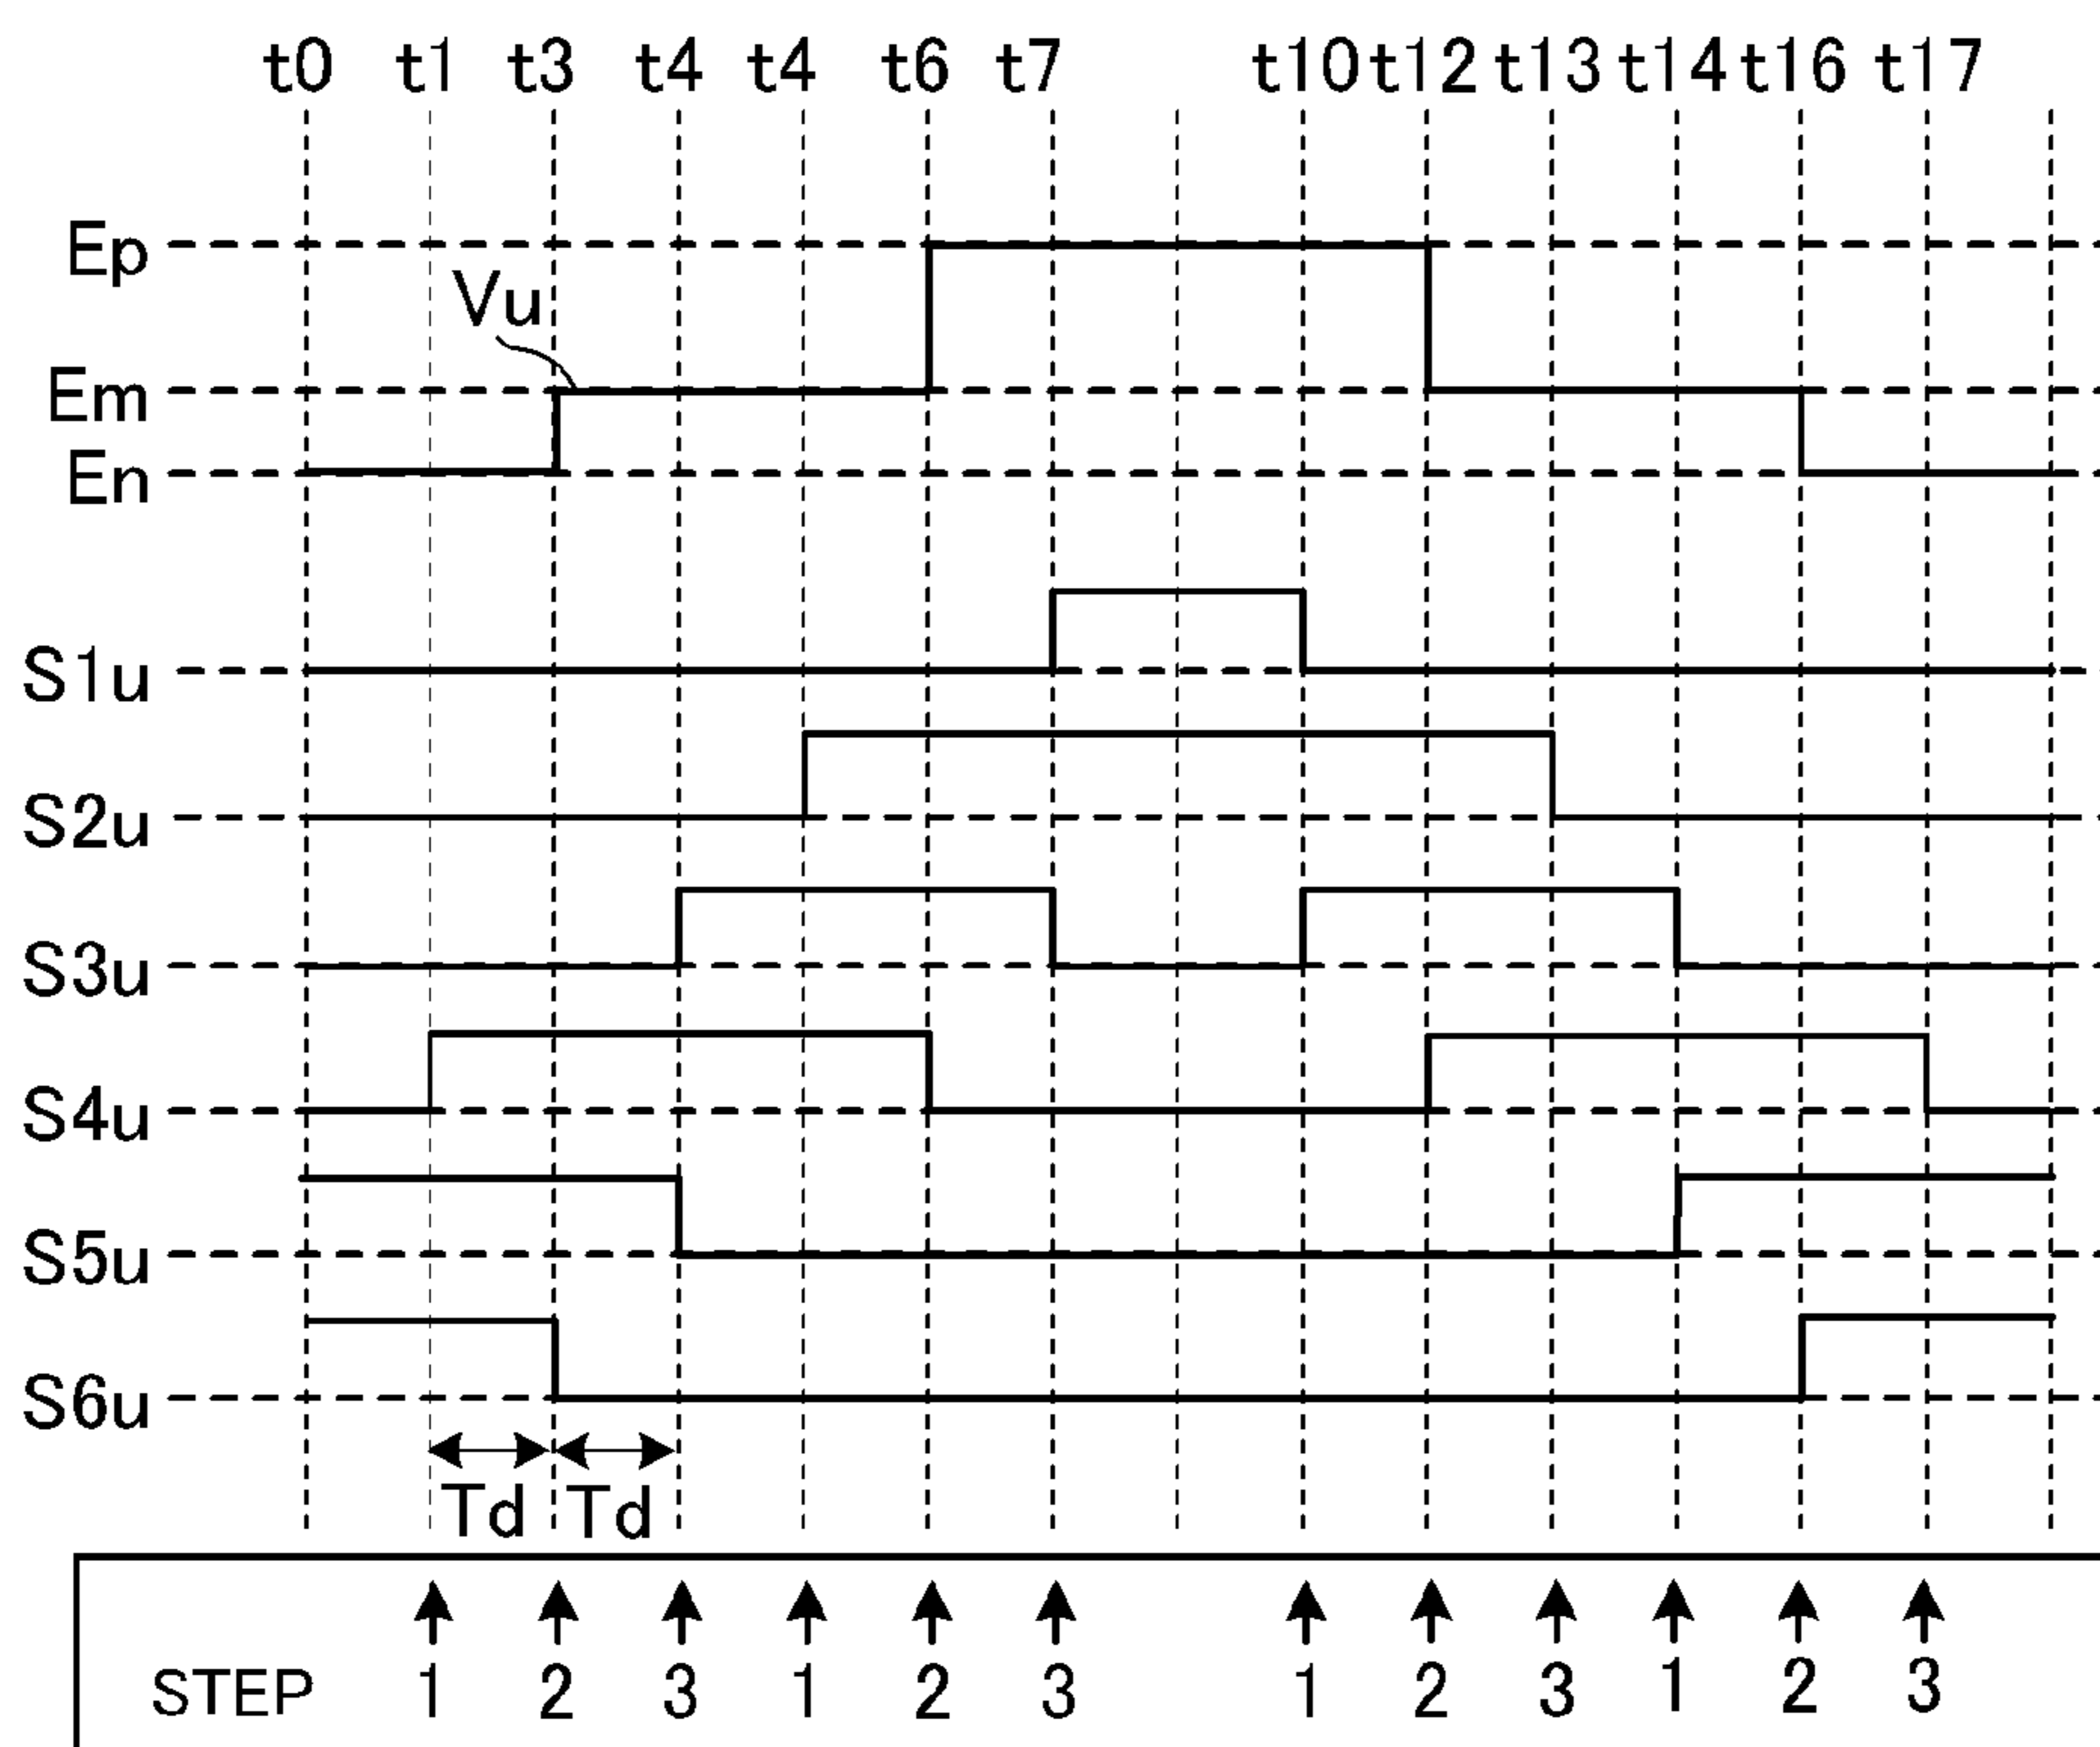 t0 t1 t3 t4 t4 t6 t7 t10 t12 t13 t14 t16 t17
Ep
Vu
Em
En
S1u
S2u
S3u
S4u
S5u
S6u
Td Td
STEP 1 2 3 1 2 3 1 2 3 1 2 3